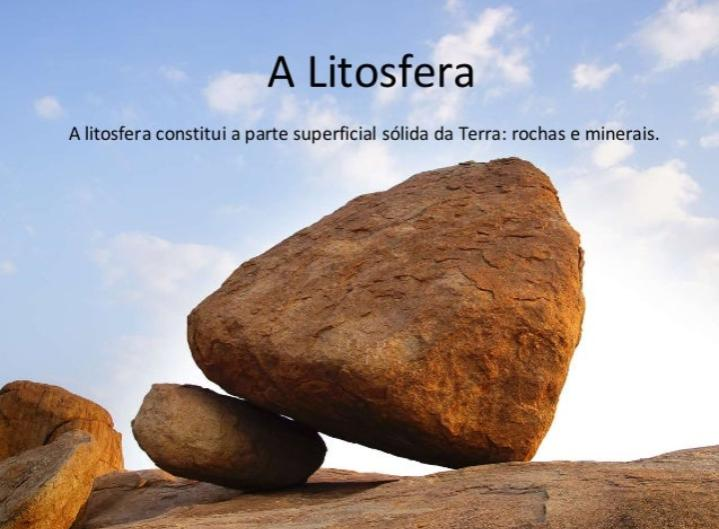 A Litosfera
A litosfera constitui a parte superficial sólida da Terra: rochas e minerais.